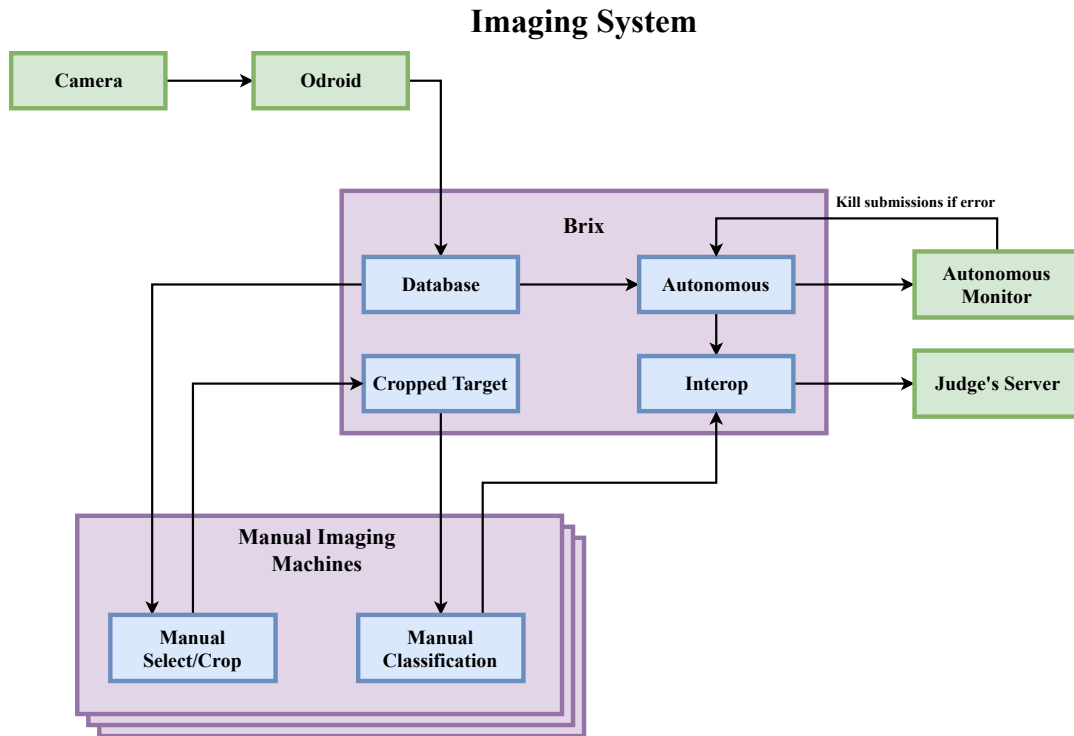 Imaging System
Camera
Odroid
Kill submissions if error
Brix
Database
Autonomous
Autonomous
Monitor
Cropped Target
Interop
Judge's Server
Manual Imaging
Machines
Manual
Select/Crop
Manual
Classification